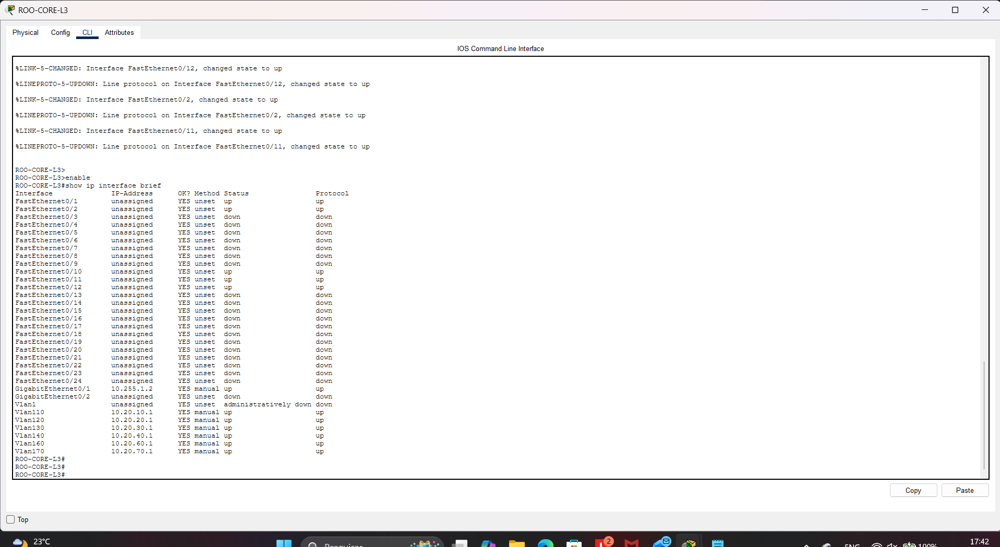 ROO-CORE-L3
Physical Config CLI Attributes
IOS Command Line Interface
%LINK-5-CHANGED: Interface FastEthernet0/12, changed state to up
%LINEPROTO-5-UPDOWN: Line protocol on Interface FastEthernet0/12, changed state to up
%LINK-5-CHANGED: Interface FastEthernet0/2, changed state to up
%LINEPROTO-5-UPDOWN: Line protocol on Interface FastEthernet0/2, changed state to up
%LINK-5-CHANGED: Interface FastEthernet0/11, changed state to up
%LINEPROTO-5-UPDOWN: Line protocol on Interface FastEthernet0/11, changed state to up
ROO-CORE-L3>
ROO-CORE-L3>enable
ROO-CORE-L3#show ip interface brief
Interface IP-Address OK? Method Status Protocol
FastEthernet0/1 unassigned YES unset up up
FastEthernet0/2 unassigned YES unset up up
FastEthernet0/3 unassigned YES unset down down
FastEthernet0/4 unassigned YES unset down down
FastEthernet0/5 unassigned YES unset down down
FastEthernet0/6 unassigned YES unset down down
FastEthernet0/7 unassigned YES unset down down
FastEthernet0/8 unassigned YES unset down down
FastEthernet0/9 unassigned YES unset down down
FastEthernet0/10 unassigned YES unset up up
FastEthernet0/11 unassigned YES unset up up
FastEthernet0/12 unassigned YES unset up up
FastEthernet0/13 unassigned YES unset down down
FastEthernet0/14 unassigned YES unset down down
FastEthernet0/15 unassigned YES unset down down
FastEthernet0/16 unassigned YES unset down down
FastEthernet0/17 unassigned YES unset down down
FastEthernet0/18 unassigned YES unset down down
FastEthernet0/19 unassigned YES unset down down
FastEthernet0/20 unassigned YES unset down down
FastEthernet0/21 unassigned YES unset down down
FastEthernet0/22 unassigned YES unset down down
FastEthernet0/23 unassigned YES unset down down
FastEthernet0/24 unassigned YES unset down down
GigabitEthernet0/1 10.255.1.2 YES manual up up
GigabitEthernet0/2 unassigned YES unset down down
Vlan1 unassigned YES unset administratively down down
Vlan110 10.20.10.1 YES manual up up
Vlan120 10.20.20.1 YES manual up up
Vlan130 10.20.30.1 YES manual up up
Vlan140 10.20.40.1 YES manual up up
Vlan160 10.20.60.1 YES manual up up
Vlan170 10.20.70.1 YES manual up up
ROO-CORE-L3#
ROO-CORE-L3#
ROO-CORE-L3#
Copy Paste
Top
23°C Pesquisar 2 ENG 100% 17:42